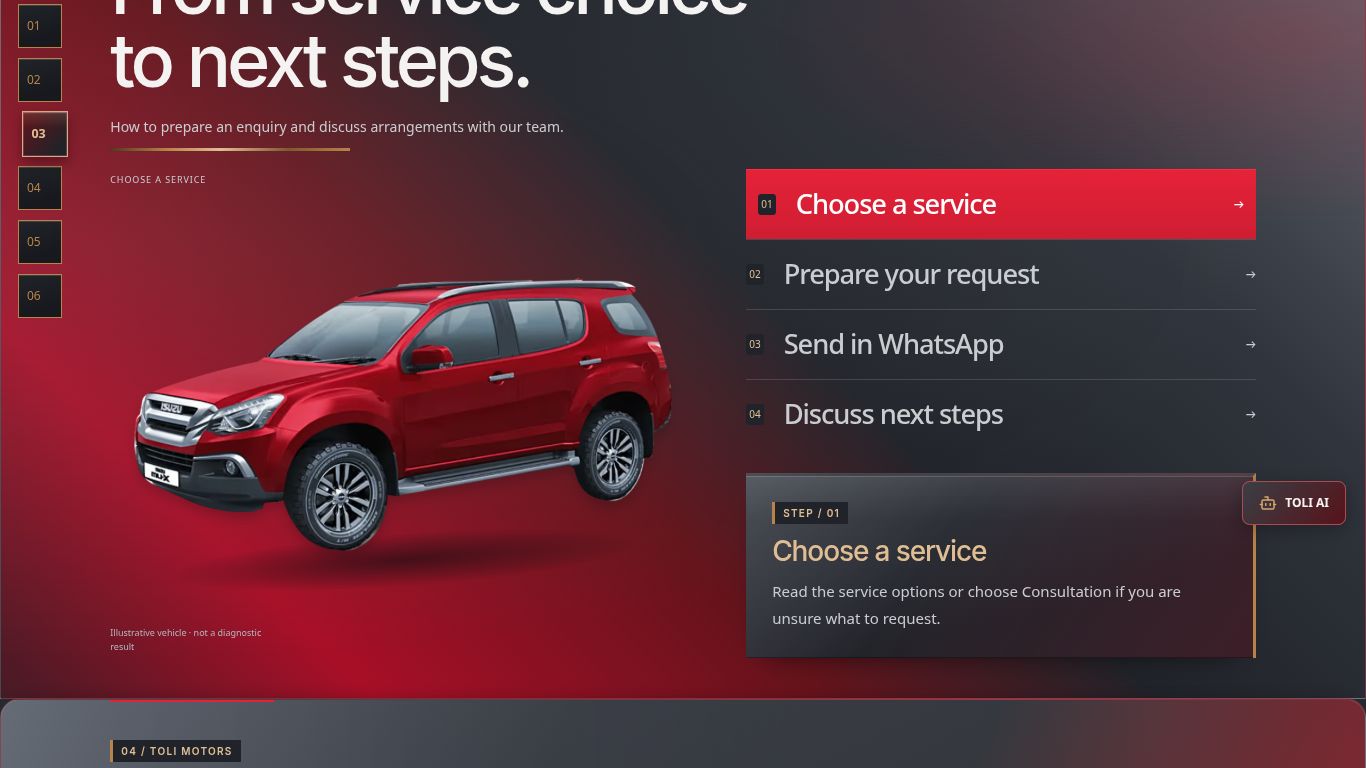 From service choice
to next steps.
How to prepare an enquiry and discuss arrangements with our team.
CHOOSE A SERVICE
01
02
03
04
05
06
01 Choose a service →
02 Prepare your request →
03 Send in WhatsApp →
04 Discuss next steps →
ISUZU
mu-X
STEP / 01
Choose a service
Read the service options or choose Consultation if you are
unsure what to request.
TOLI AI
Illustrative vehicle · not a diagnostic
result
04 / TOLI MOTORS